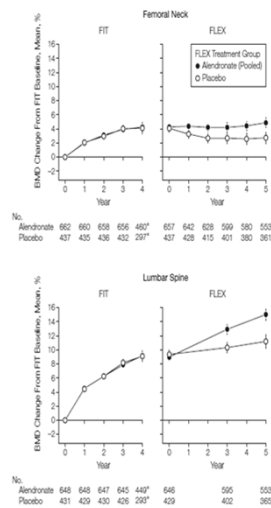 Femoral Neck
FIT
FLEX
BMD Change From FIT Baseline, Mean, %
16
14
12
10
8
6
4
2
0
−2
FLEX Treatment Group
Alendronate (Pooled)
Placebo
0 1 2 3 4
0 1 2 3 4 5
Year
Year
No.
Alendronate 662 660 658 656 460* 657 642 628 599 580 553
Placebo 437 435 436 432 297* 437 428 415 401 380 361
Lumbar Spine
FIT
FLEX
BMD Change From FIT Baseline, Mean, %
16
14
12
10
8
6
4
2
0
−2
0 1 2 3 4
0 1 2 3 4 5
Year
Year
No.
Alendronate 648 648 647 645 449* 646 595 553
Placebo 431 429 430 426 293* 429 402 365